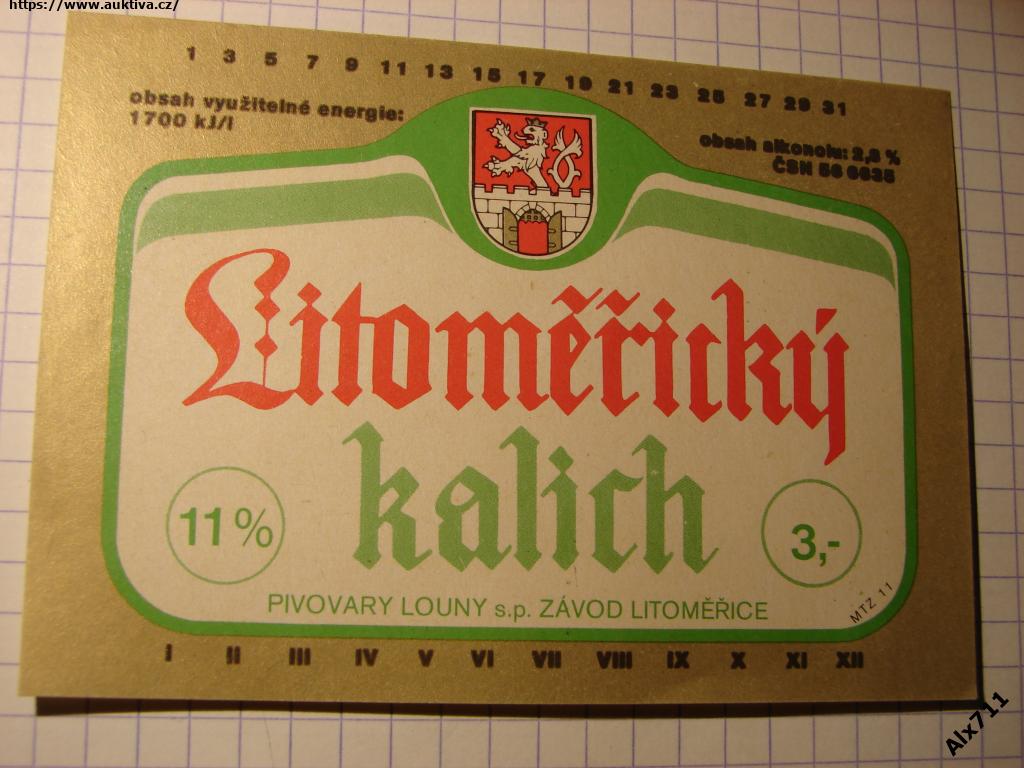 https://www.auktiva.cz/
1 3 5 7 9 11 13 15 17 19 21 23 25 27 29 31
obsah využitelné energie:
1700 kJ/l
obsah alkoholu: 2,8 %
ČSN 56 6635
Litoměřický
kalich
11%
3,-
PIVOVARY LOUNY s.p. ZÁVOD LITOMĚŘICE
MTZ 11
I II III IV V VI VII VIII IX X XI XII
Alx711